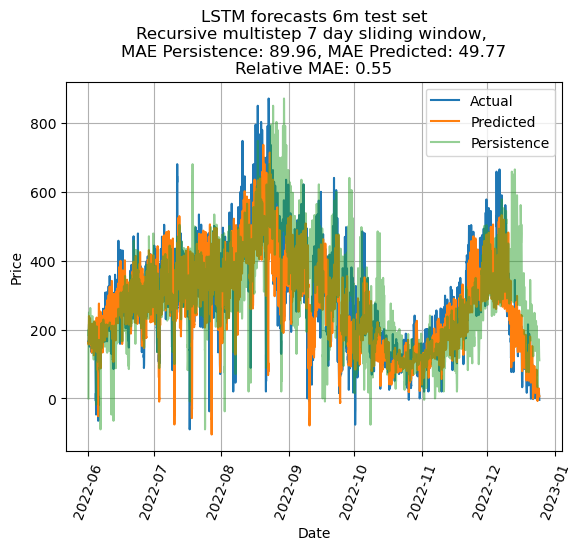 LSTM forecasts 6m test set
Recursive multistep 7 day sliding window,
MAE Persistence: 89.96, MAE Predicted: 49.77
Relative MAE: 0.55
Actual
Predicted
Persistence
800
600
400
200
0
Price
2022-06
2022-07
2022-08
2022-09
2022-10
2022-11
2022-12
2023-01
Date